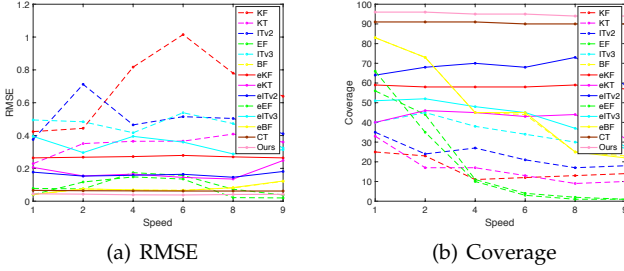 1.2
1
0.8
0.6
0.4
0.2
0
RMSE
1 2 4 6 8 9
Speed
KF
KT
ITv2
EF
ITv3
BF
eKF
eKT
eITv2
eEF
eITv3
eBF
CT
Ours
(a) RMSE
100
90
80
70
60
50
40
30
20
10
0
Coverage
1 2 4 6 8 9
Speed
KF
KT
ITv2
EF
ITv3
BF
eKF
eKT
eITv2
eEF
eITv3
eBF
CT
Ours
(b) Coverage